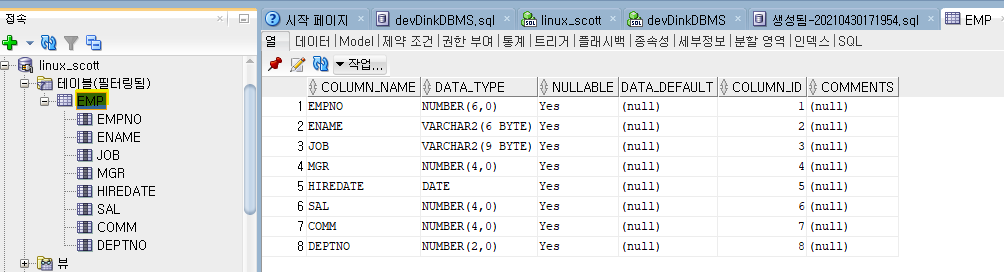 접속
linux_scott
테이블(필터링됨)
EMP
EMPNO
ENAME
JOB
MGR
HIREDATE
SAL
COMM
DEPTNO
뷰
시작 페이지 devDinkDBMS,sql linux_scott devDinkDBMS 생성됨-20210430171954,sql EMP
열 데이터 | Model | 제약 조건 | 권한 부여 | 통계 | 트리거 | 플래시백 | 종속성 | 세부정보 | 분할 영역 | 인덱스 | SQL
작업...
COLUMN_NAME DATA_TYPE NULLABLE DATA_DEFAULT COLUMN_ID COMMENTS
1 EMPNO NUMBER(6,0) Yes (null) 1 (null)
2 ENAME VARCHAR2(6 BYTE) Yes (null) 2 (null)
3 JOB VARCHAR2(9 BYTE) Yes (null) 3 (null)
4 MGR NUMBER(4,0) Yes (null) 4 (null)
5 HIREDATE DATE Yes (null) 5 (null)
6 SAL NUMBER(4,0) Yes (null) 6 (null)
7 COMM NUMBER(4,0) Yes (null) 7 (null)
8 DEPTNO NUMBER(2,0) Yes (null) 8 (null)